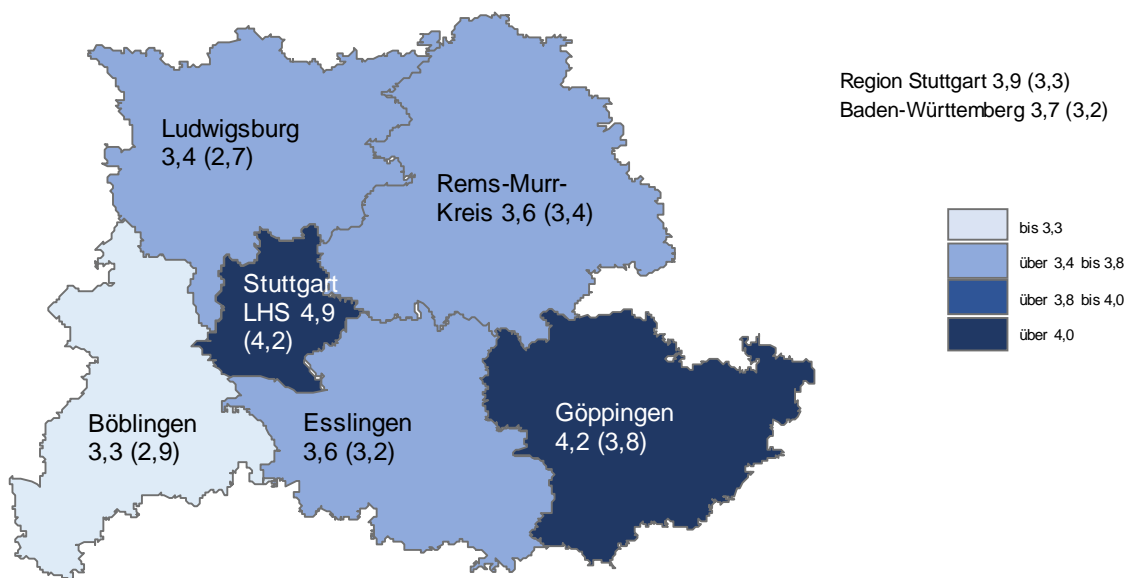 Region Stuttgart 3,9 (3,3)
Baden-Württemberg 3,7 (3,2)
Ludwigsburg
3,4 (2,7)
Rems-Murr-
Kreis 3,6 (3,4)
Stuttgart
LHS 4,9
(4,2)
Böblingen
3,3 (2,9)
Esslingen
3,6 (3,2)
Göppingen
4,2 (3,8)
bis 3,3
über 3,4 bis 3,8
über 3,8 bis 4,0
über 4,0